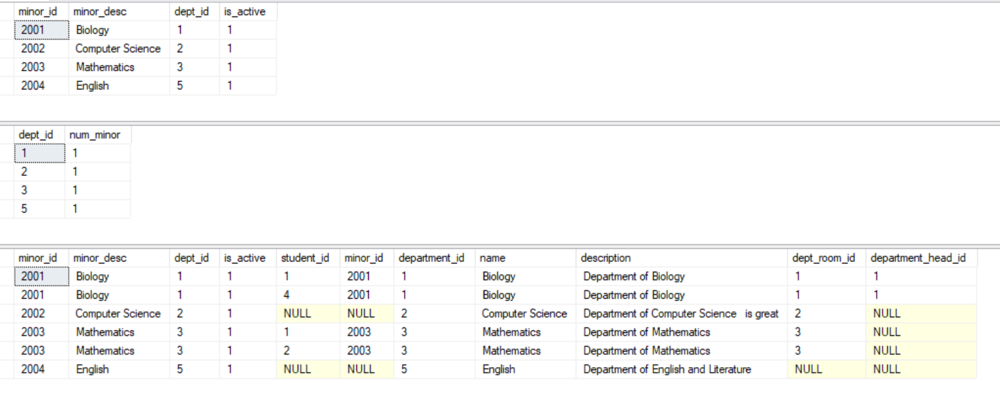 minor_id minor_desc dept_id is_active
2001 Biology 1 1
2002 Computer Science 2 1
2003 Mathematics 3 1
2004 English 5 1
dept_id num_minor
1 1
2 1
3 1
5 1
minor_id minor_desc dept_id is_active student_id minor_id department_id name description dept_room_id department_head_id
2001 Biology 1 1 1 2001 1 Biology Department of Biology 1 1
2001 Biology 1 1 4 2001 1 Biology Department of Biology 1 1
2002 Computer Science 2 1 NULL NULL 2 Computer Science Department of Computer Science is great 2 NULL
2003 Mathematics 3 1 1 2003 3 Mathematics Department of Mathematics 3 NULL
2003 Mathematics 3 1 2 2003 3 Mathematics Department of Mathematics 3 NULL
2004 English 5 1 NULL NULL 5 English Department of English and Literature NULL NULL